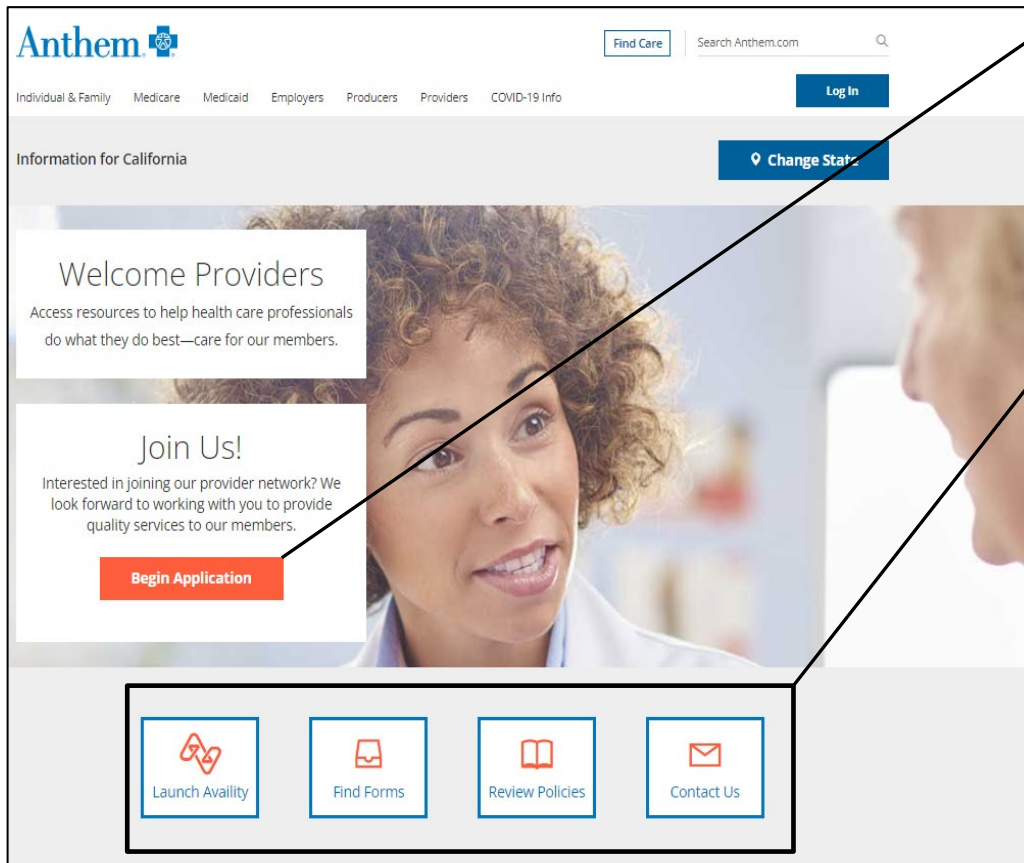 Anthem
Find Care
Search Anthem.com
Individual & Family Medicare Medicaid Employers Producers Providers COVID-19 Info
Log In
Information for California
Change State
Welcome Providers
Access resources to help health care professionals
do what they do best—care for our members.
Join Us!
Interested in joining our provider network? We
look forward to working with you to provide
quality services to our members.
Begin Application
Launch Availity
Find Forms
Review Policies
Contact Us